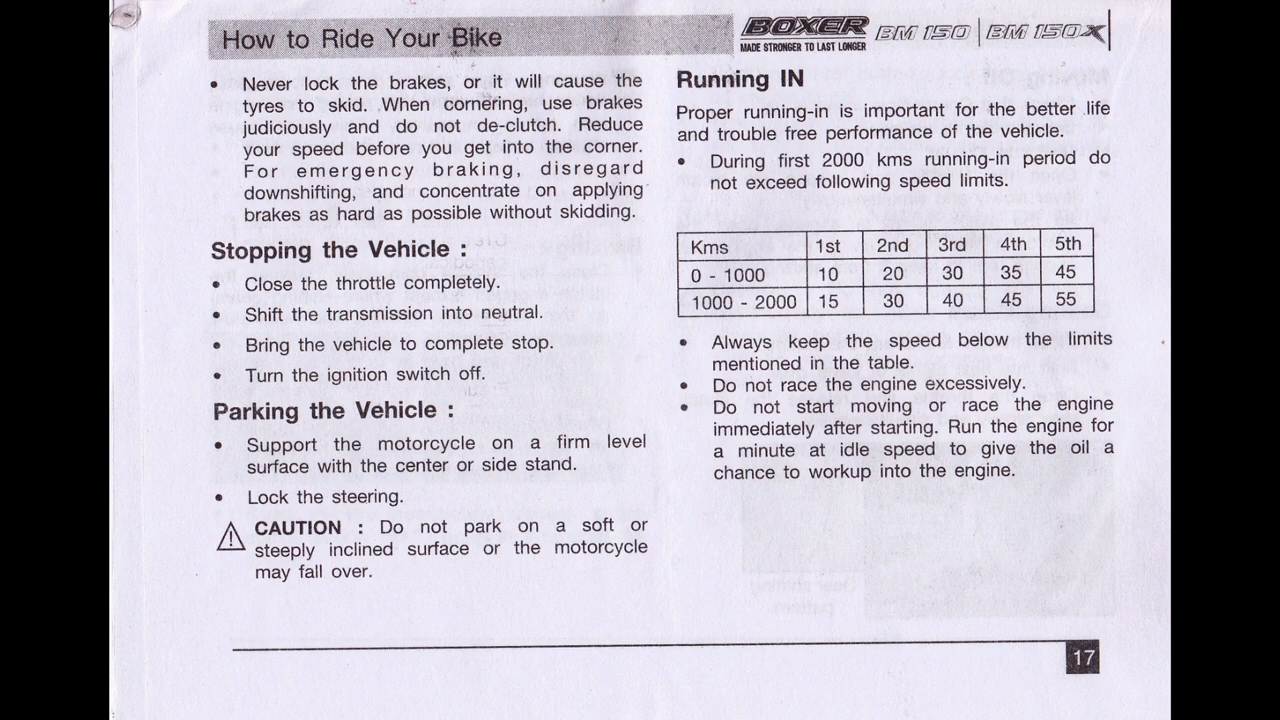 How to Ride Your Bike
BOXER
MADE STRONGER TO LAST LONGER
BM 150 | BM 150X
• Never lock the brakes, or it will cause the
tyres to skid. When cornering, use brakes
judiciously and do not de-clutch. Reduce
your speed before you get into the corner.
For emergency braking, disregard
downshifting, and concentrate on applying
brakes as hard as possible without skidding.
Stopping the Vehicle :
• Close the throttle completely.
• Shift the transmission into neutral.
• Bring the vehicle to complete stop.
• Turn the ignition switch off.
Parking the Vehicle :
• Support the motorcycle on a firm level
surface with the center or side stand.
• Lock the steering.
CAUTION : Do not park on a soft or
steeply inclined surface or the motorcycle
may fall over.
Running IN
Proper running-in is important for the better life
and trouble free performance of the vehicle.
• During first 2000 kms running-in period do
not exceed following speed limits.
Kms 1st 2nd 3rd 4th 5th
0 - 1000 10 20 30 35 45
1000 - 2000 15 30 40 45 55
• Always keep the speed below the limits
mentioned in the table.
• Do not race the engine excessively.
• Do not start moving or race the engine
immediately after starting. Run the engine for
a minute at idle speed to give the oil a
chance to workup into the engine.
17